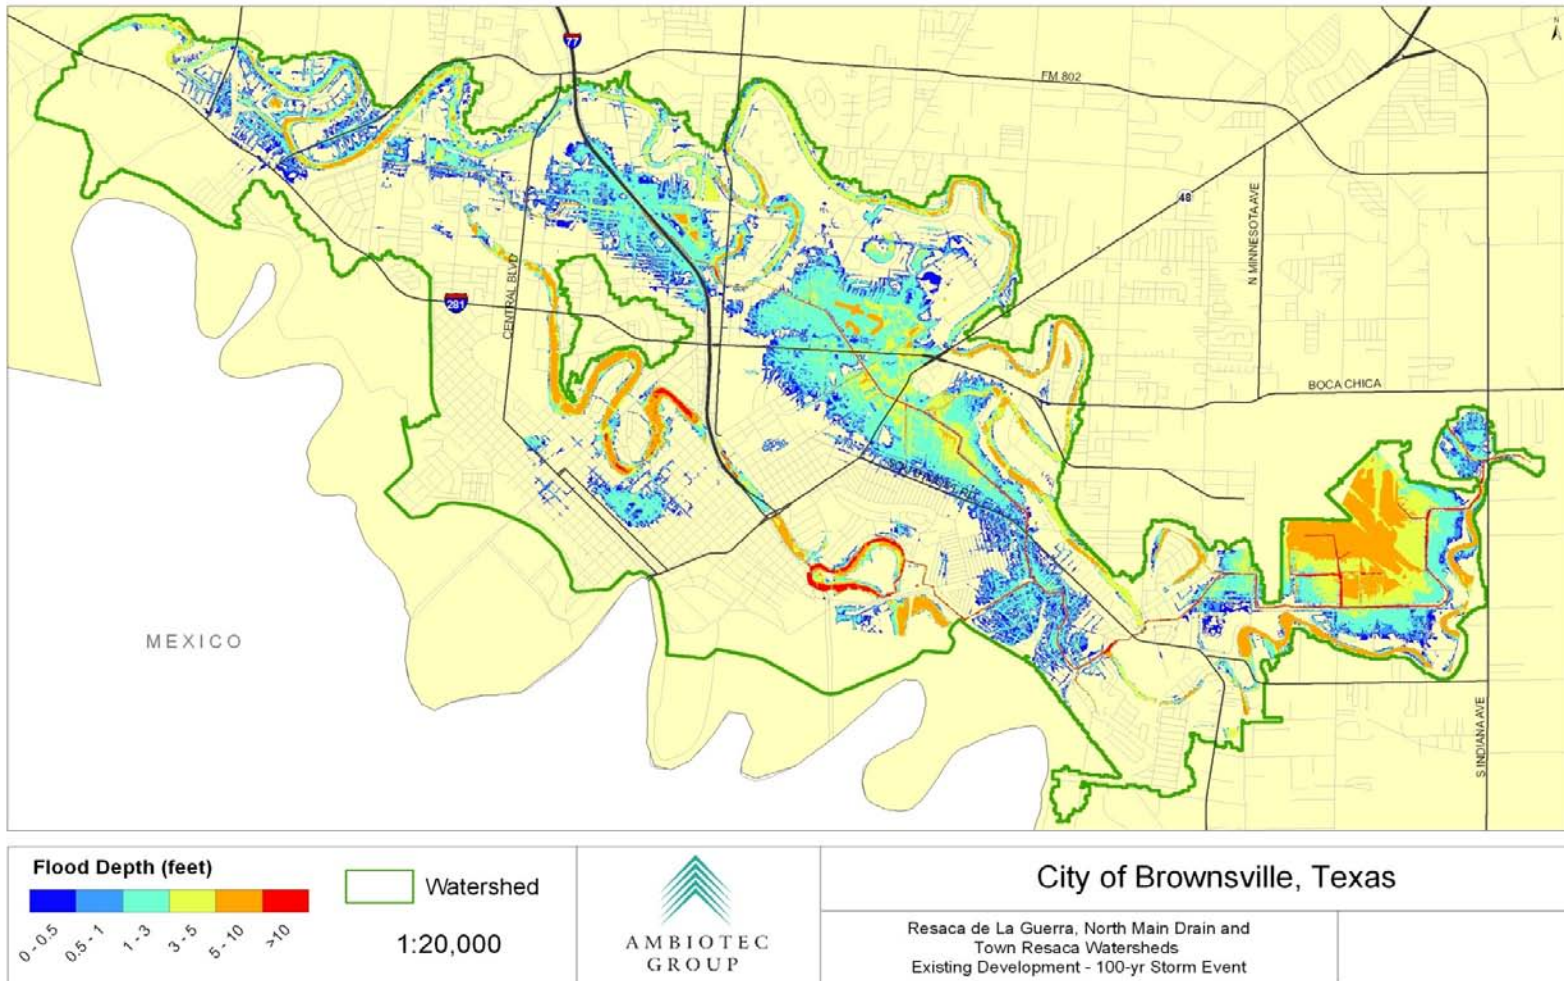 N
77
FM 802
48
N MINNESOTA AVE
CENTRAL BLVD
281
BOCA CHICA
MEXICO
S INDIANA AVE
Flood Depth (feet)
0 - 0.5
0.5 - 1
1 - 3
3 - 5
5 - 10
>10
Watershed
1:20,000
AMBIOTEC
GROUP
City of Brownsville, Texas
Resaca de La Guerra, North Main Drain and
Town Resaca Watersheds
Existing Development - 100-yr Storm Event